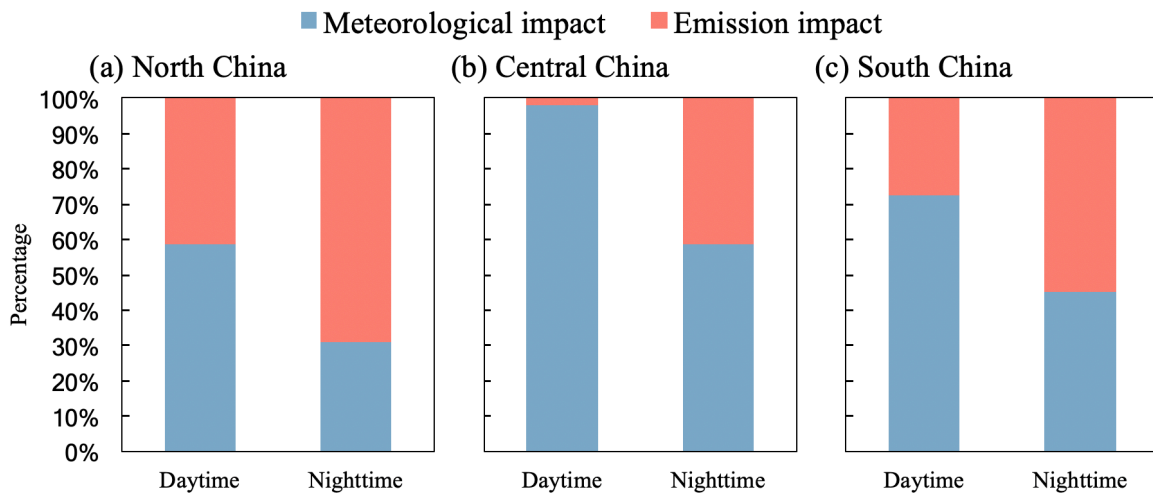 Meteorological impact Emission impact
(a) North China (b) Central China (c) South China
100%
90%
80%
70%
60%
50%
40%
30%
20%
10%
0%
Percentage
Daytime Nighttime Daytime Nighttime Daytime Nighttime